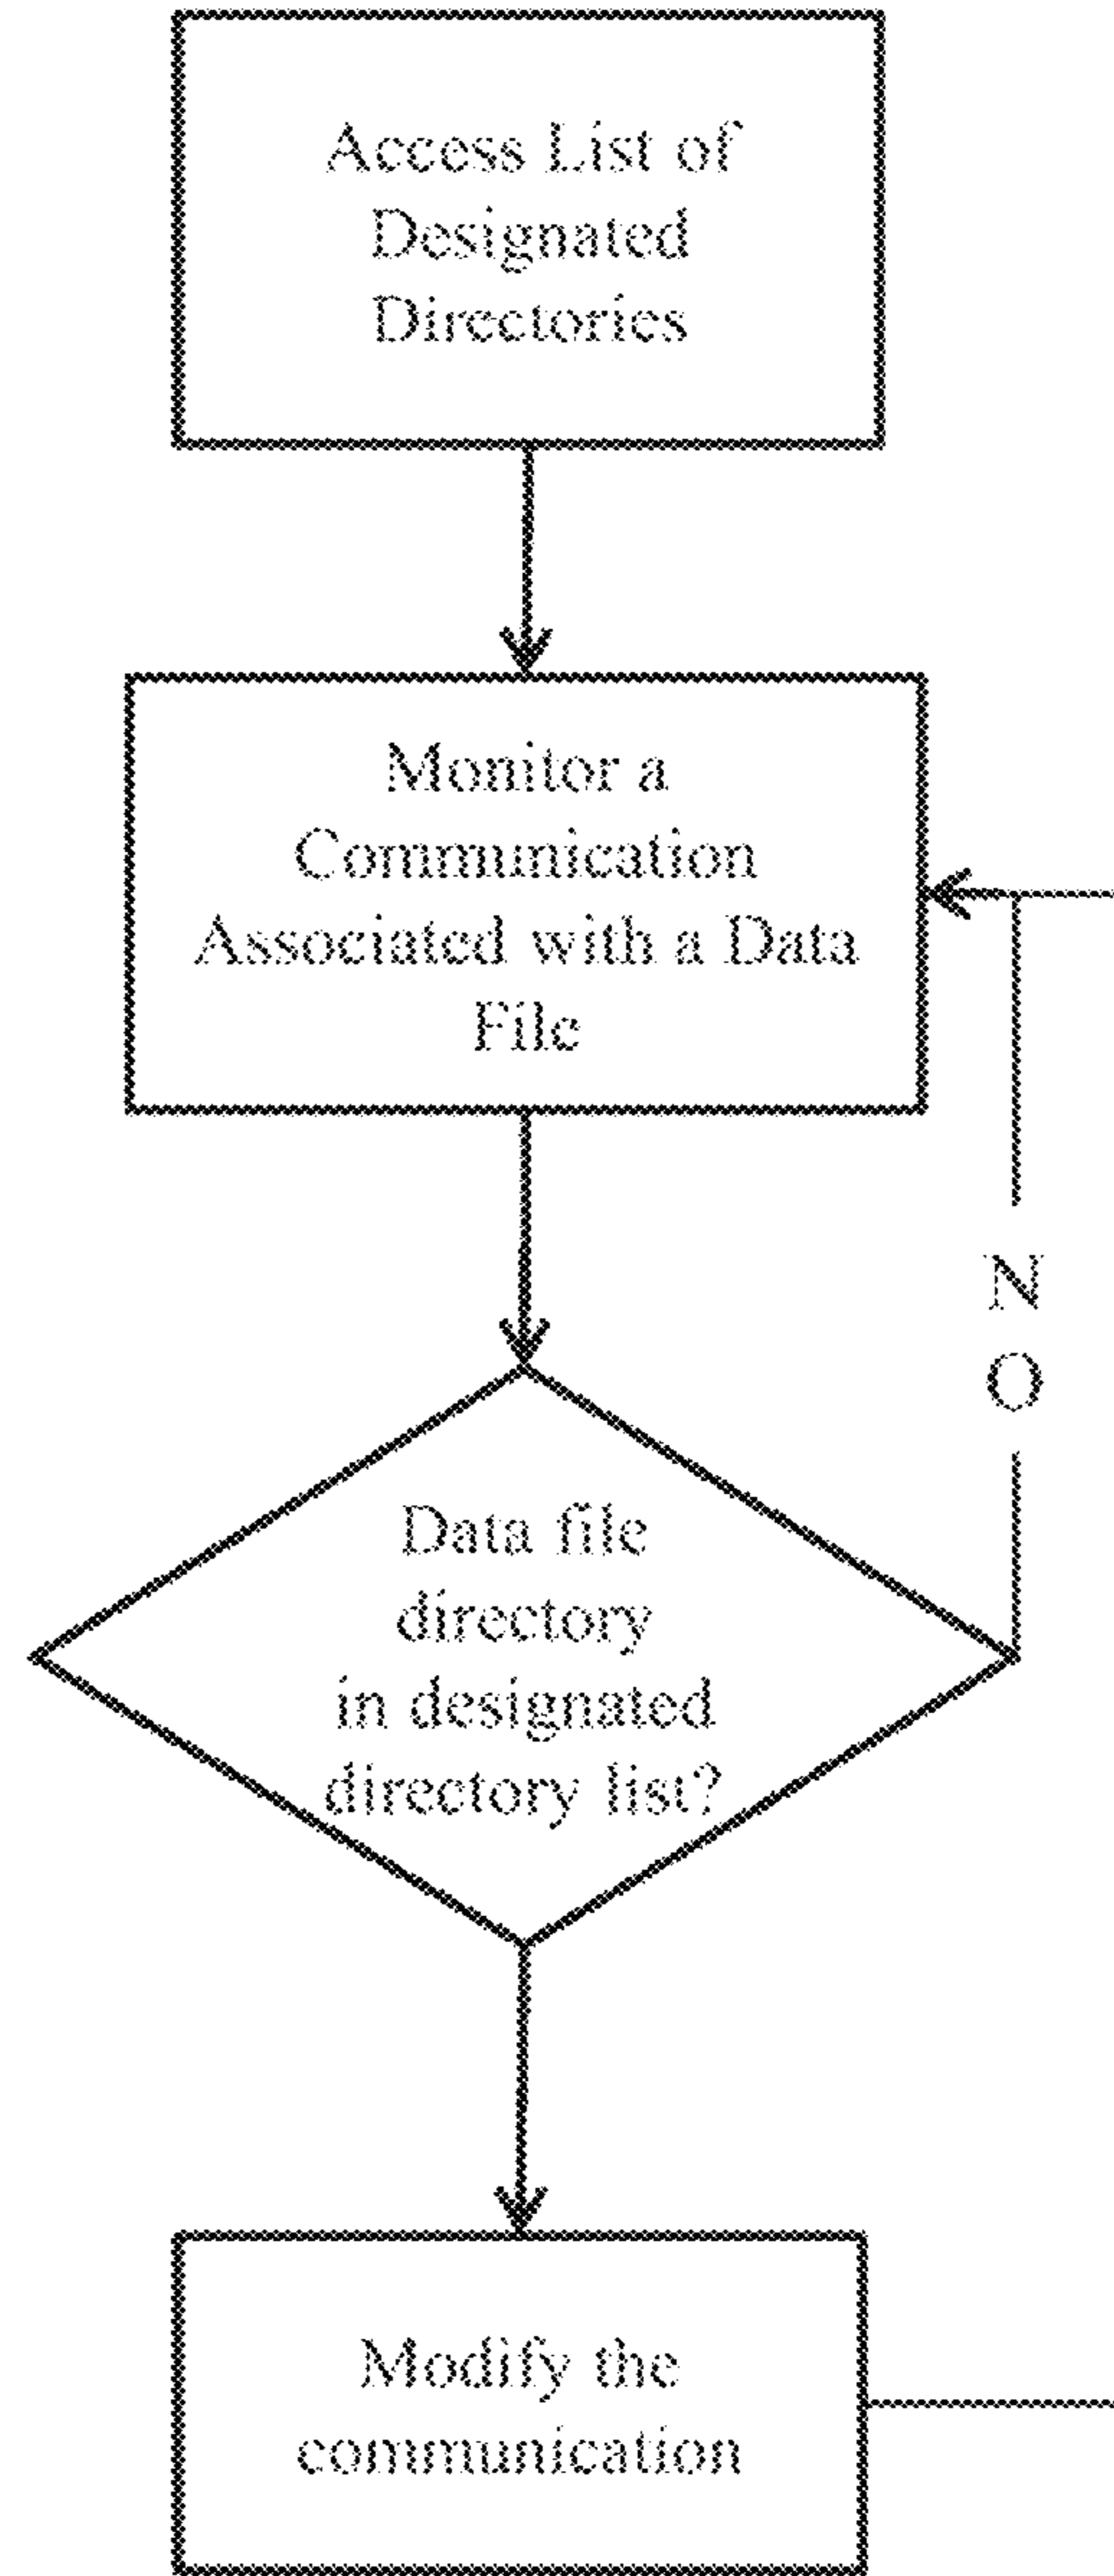 Access List of
Designated
Directories
Monitor a
Communication
Associated with a Data
File
N
O
Data file
directory
in designated
directory list?
Modify the
communication